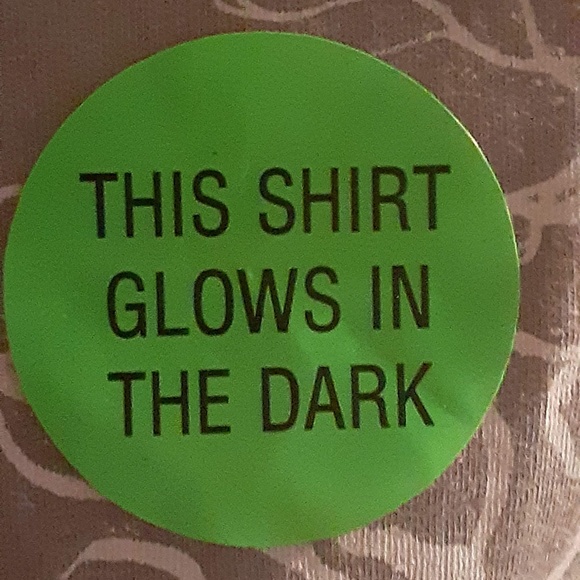 THIS SHIRT
GLOWS IN
THE DARK